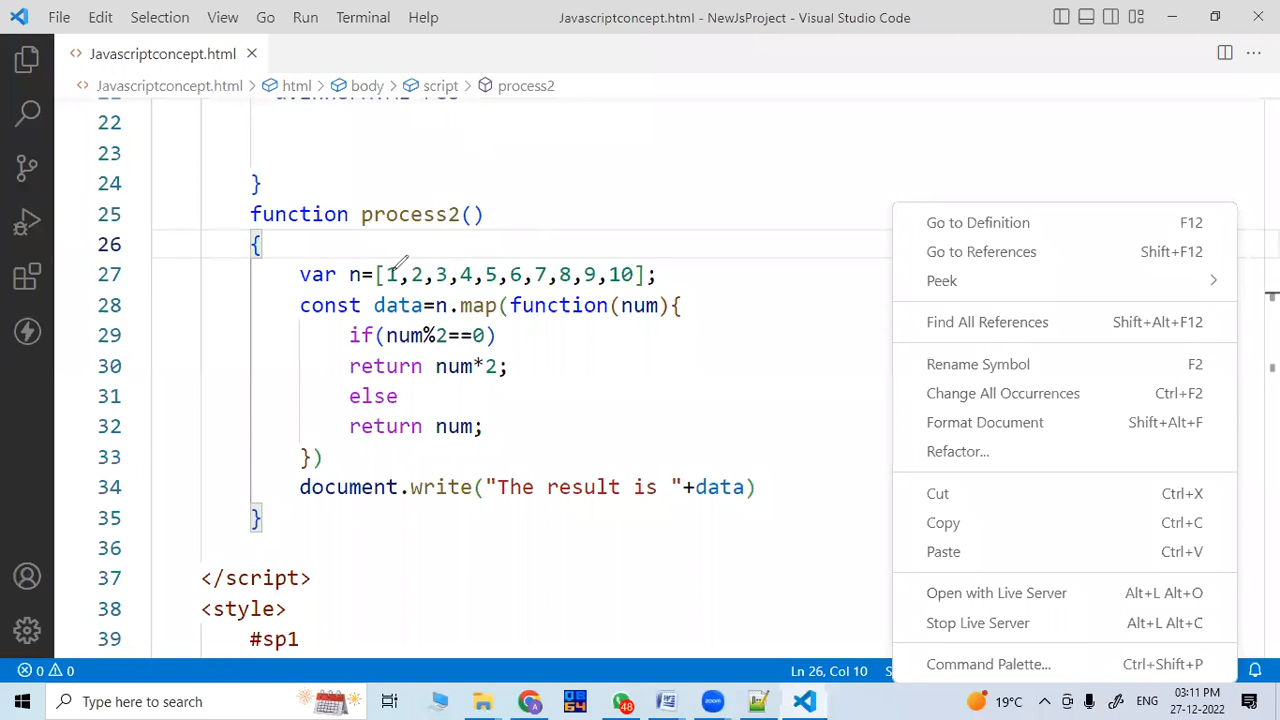 File Edit Selection View Go Run Terminal Help Javascriptconcept.html - NewJsProject - Visual Studio Code
Javascriptconcept.html
Javascriptconcept.html > html > body > script > process2
22
23
24 }
25 function process2()
26 {
27 var n=[1,2,3,4,5,6,7,8,9,10];
28 const data=n.map(function(num){
29 if(num%2==0)
30 return num*2;
31 else
32 return num;
33 })
34 document.write("The result is "+data)
35 }
36
37 </script>
38 <style>
39 #sp1
Go to Definition F12
Go to References Shift+F12
Peek >
Find All References Shift+Alt+F12
Rename Symbol F2
Change All Occurrences Ctrl+F2
Format Document Shift+Alt+F
Refactor...
Cut Ctrl+X
Copy Ctrl+C
Paste Ctrl+V
Open with Live Server Alt+L Alt+O
Stop Live Server Alt+L Alt+C
Command Palette... Ctrl+Shift+P
0 0 Ln 26, Col 10
Type here to search 48 zoom 19°C 03:11 PM
27-12-2022